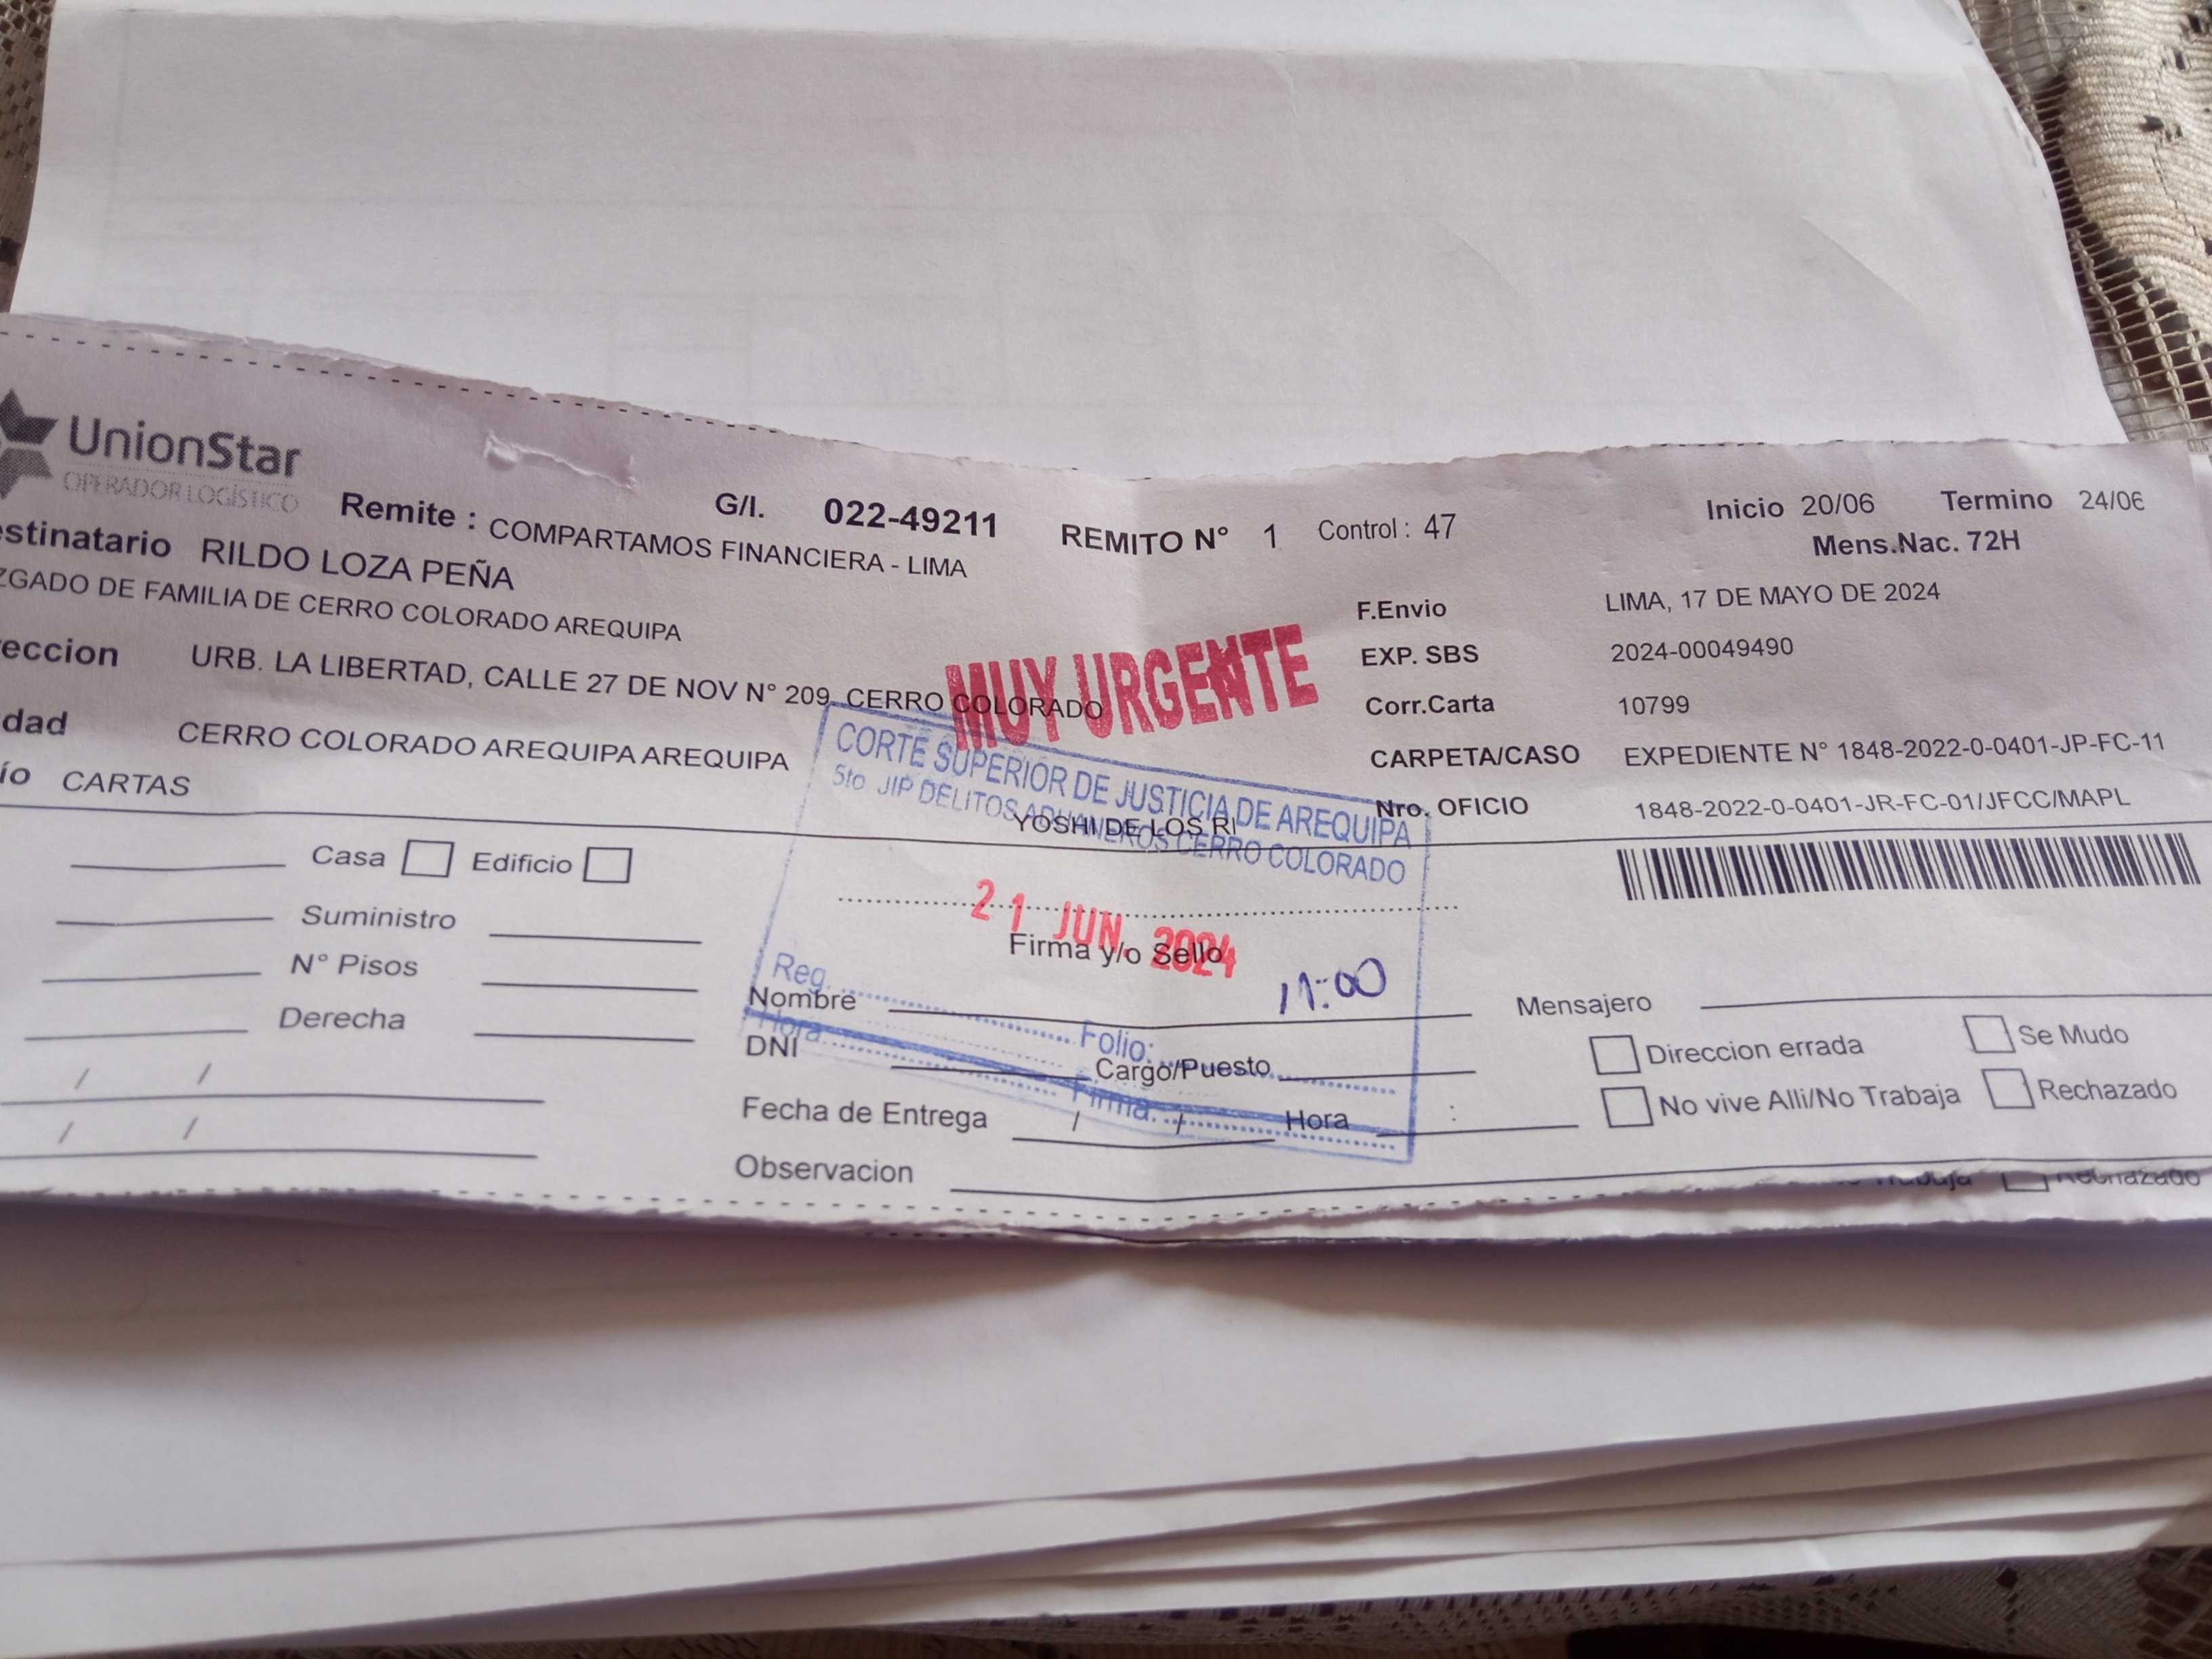 UnionStar
OPERADOR LOGÍSTICO
Remite : COMPARTAMOS FINANCIERA - LIMA
G/I. 022-49211
REMITO N° 1 Control : 47
Inicio 20/06 Termino 24/06
Mens.Nac. 72H
estinatario RILDO LOZA PEÑA
ZGADO DE FAMILIA DE CERRO COLORADO AREQUIPA
eccion URB. LA LIBERTAD, CALLE 27 DE NOV N° 209, CERRO COLORADO
dad CERRO COLORADO AREQUIPA AREQUIPA
ío CARTAS
MUY URGENTE
F.Envio LIMA, 17 DE MAYO DE 2024
EXP. SBS 2024-00049490
Corr.Carta 10799
CARPETA/CASO EXPEDIENTE N° 1848-2022-0-0401-JP-FC-11
Nro. OFICIO 1848-2022-0-0401-JR-FC-01/JFCC/MAPL
CORTE SUPERIOR DE JUSTICIA DE AREQUIPA
5to JIP DELITOS ADUANEROS CERRO COLORADO
YOSHI DE LOS RI
Casa Edificio
Suministro
N° Pisos
Derecha
/ /
/ /
21 JUN. 2024
Firma y/o Sello
11:00
Reg.
Nombre
Hora
Folio:
DNI Cargo/Puesto
Firma:
Fecha de Entrega / / Hora :
Observacion
Mensajero
Direccion errada Se Mudo
No vive Alli/No Trabaja Rechazado
Trabaja Rechazado